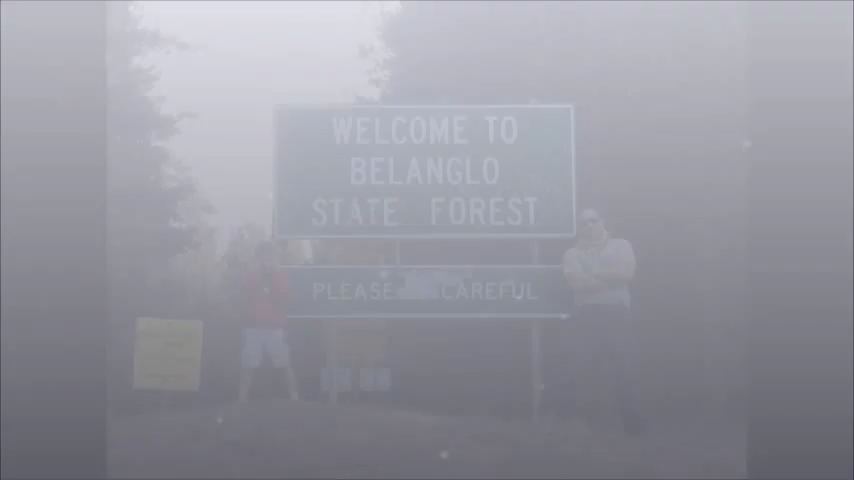 WELCOME TO
BELANGLO
STATE FOREST
PLEASE CAREFUL